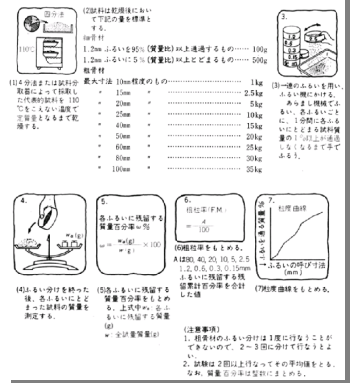 四分法
110℃
(1)4分法または試料分
取器によって採取し
た代表的試料を 110
℃をこえない温度で
定質量となるまで乾
燥する。
(2)試料は乾燥後におい
て下記の量を標準と
する。
細骨材
1.2mmふるいを95%(質量比)以上通過するもの…… 100g
1.2mmふるいに5%(質量比)以上とどまるもの…… 500g
粗骨材
最大寸法 10mm程度のもの………… 1kg
〃 15mm 〃 ………… 2.5kg
〃 20mm 〃 ………… 5kg
〃 25mm 〃 ………… 10kg
〃 40mm 〃 ………… 15kg
〃 50mm 〃 ………… 20kg
〃 60mm 〃 ………… 25kg
〃 80mm 〃 ………… 30kg
〃 100mm 〃 ………… 35kg
3.
(3)一連のふるいを用い、
ふるい機にかける。
あらまし機械でふる
い、各ふるいごと
に、1分間に各ふる
いにとどまる試料質
量の1%以上が通過
しなくなるまで手で
ふるう。
4.
(4)ふるい分けを終った
後、各ふるいにとど
まった試料の質量を
測定する。
5.
各ふるいに残留する
質量百分率w%
(5)各ふるいに残留する
質量百分率をもとめ
る。上式中 各ふ
るいに残留する質量
(g)
w:全試量質量(g)
6.
粗粒率(FM)
A
100
(6)粗粒率をもとめる。
Aは80,40,20,10,5,2.5
1.2,0.6,0.3,0.15mm
ふるいに残留する残
留累計百分率を合計
した値
7.
粒度曲線
ふるいを通る質量%
ふるいの呼び寸法
(mm)
(7)粒度曲線をもとめる。
(注意事項)
1. 粗骨材のふるい分けは1度に行なうことが
できないので、2〜3回に分けて行なうとよ
い。
2. 試験は2回以上行なってその平均値をとる。
なお、質量百分率は整数にまとめる。